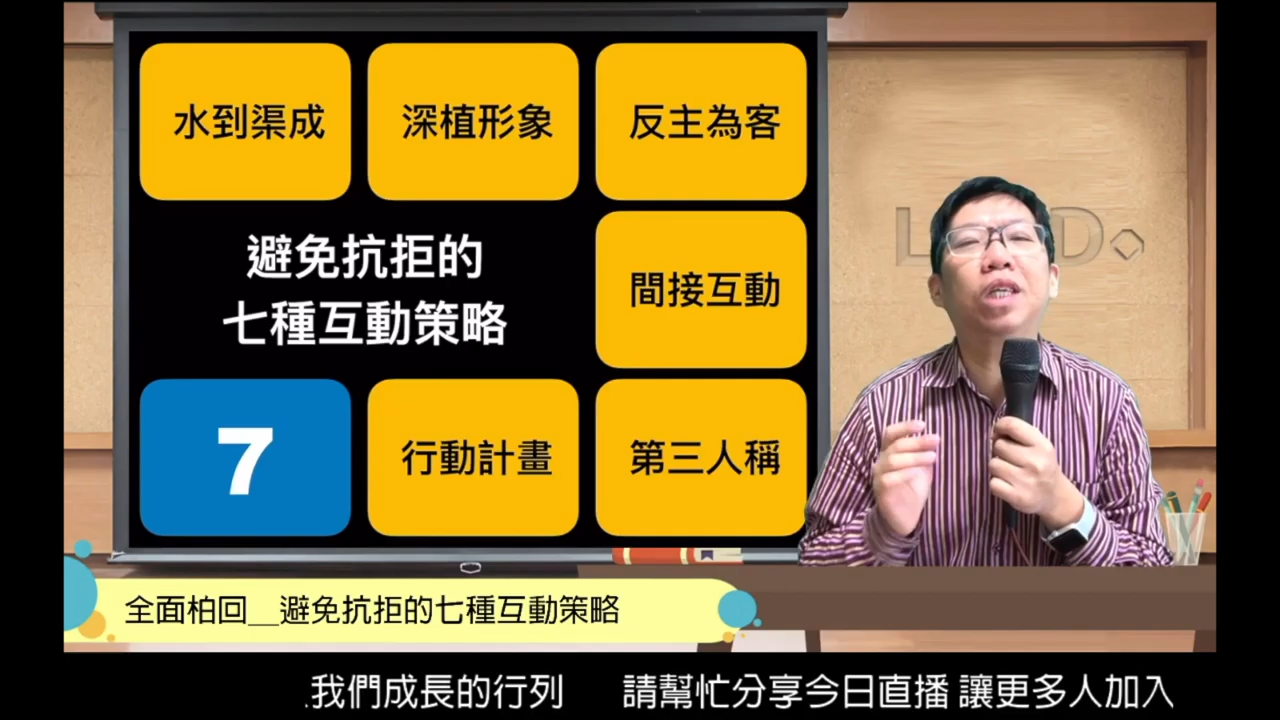 水到渠成
深植形象
反主為客
避免抗拒的
七種互動策略
間接互動
7
行動計畫
第三人稱
全面柏回__避免抗拒的七種互動策略
我們成長的行列 請幫忙分享今日直播 讓更多人加入